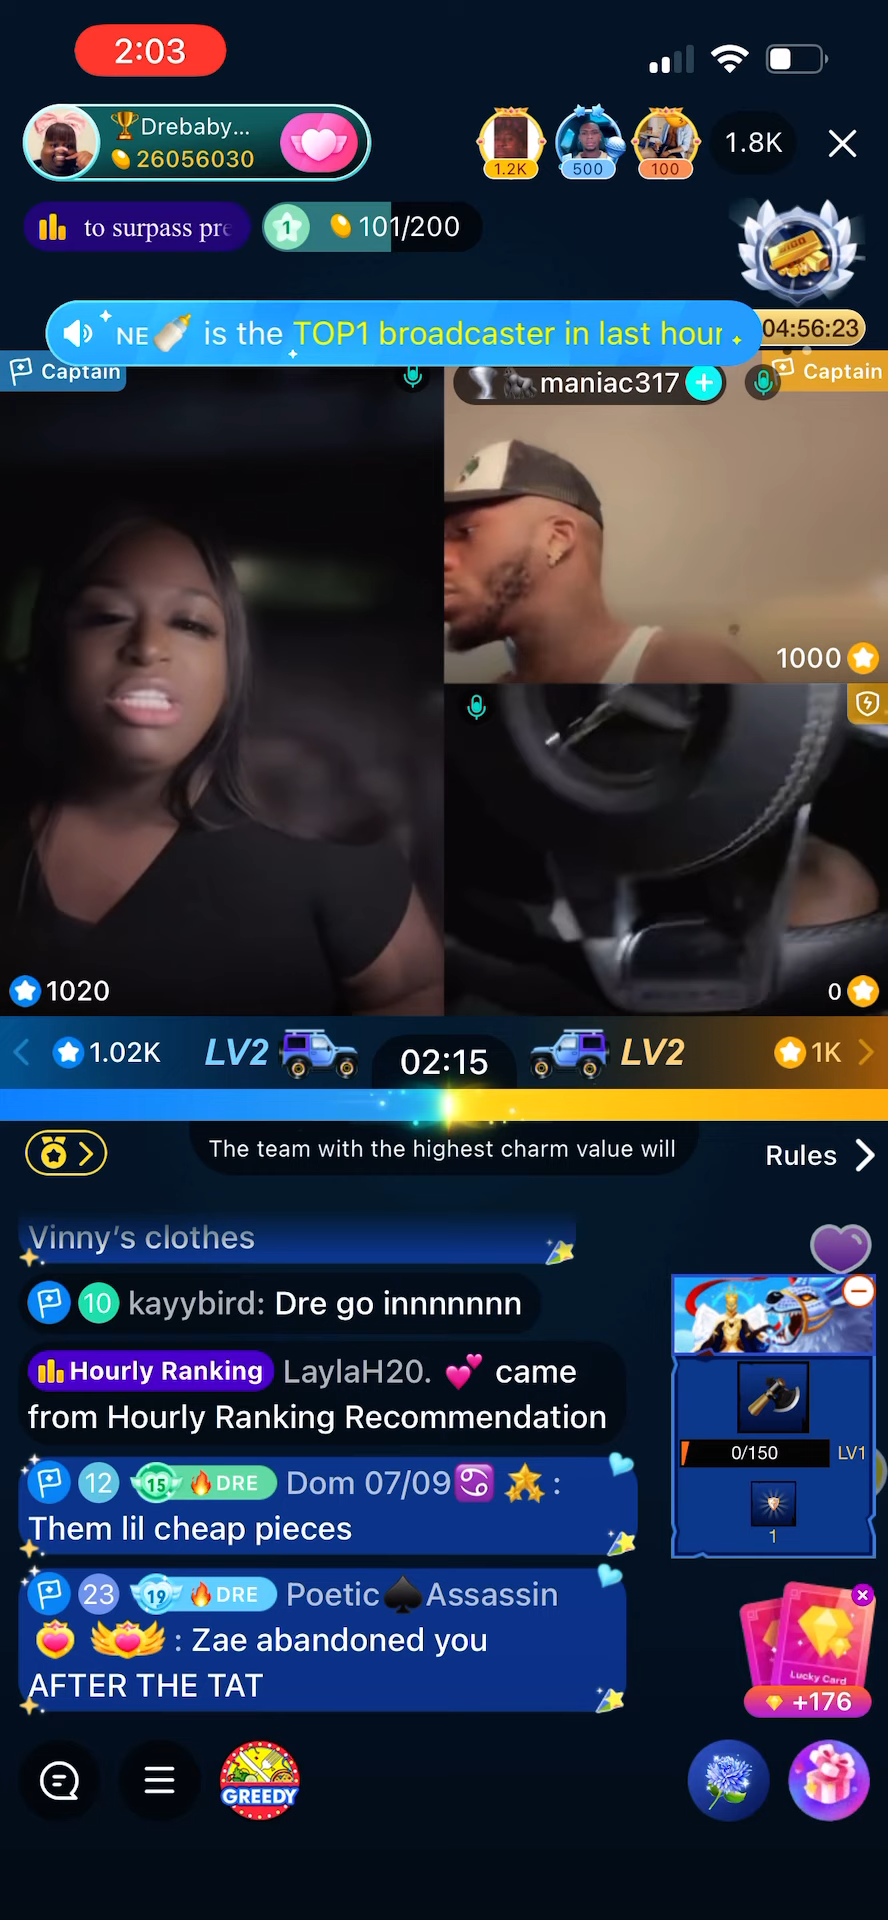 2:03
Drebaby...
26056030
1.2K
500
100
1.8K
to surpass pre
1
101/200
NE🍼 is the TOP1 broadcaster in last hour
04:56:23
Captain
maniac317
Captain
1000
1020
0
1.02K
LV2
02:15
LV2
1K
The team with the highest charm value will
Rules
Vinny's clothes
10 kayybird: Dre go innnnnnn
Hourly Ranking LaylaH20. 💕 came
from Hourly Ranking Recommendation
12 15 🔥DRE Dom 07/09♋ :
Them lil cheap pieces
23 19 🔥DRE Poetic♠️Assassin
: Zae abandoned you
AFTER THE TAT
0/150
LV1
1
Lucky Card
+176
GREEDY